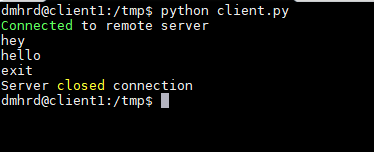 dmhrd@client1:/tmp$ python client.py
Connected to remote server
hey
hello
exit
Server closed connection
dmhrd@client1:/tmp$